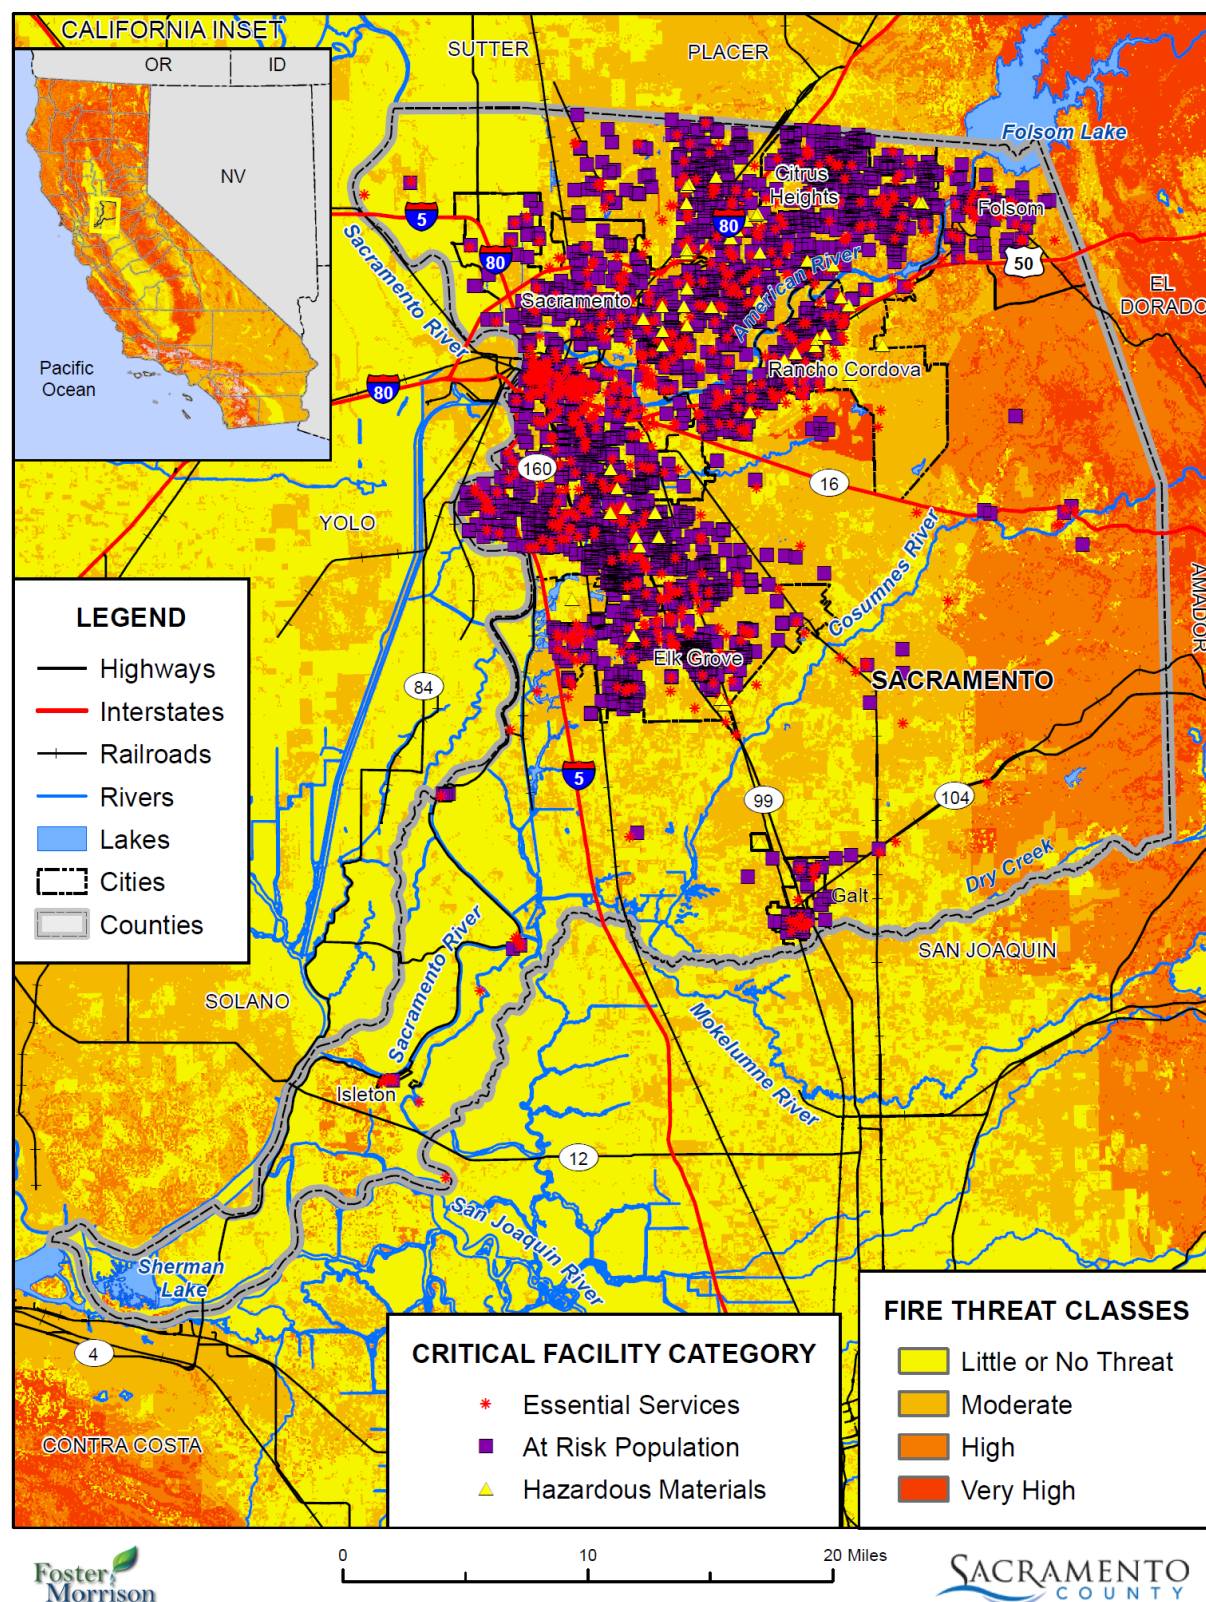 CALIFORNIA INSET
OR
ID
NV
Pacific
Ocean
SUTTER
PLACER
Folsom Lake
Citrus
Heights
Folsom
5
80
80
50
Sacramento River
American River
EL
DORADO
Sacramento
80
Rancho Cordova
160
16
YOLO
Cosumnes River
AMADOR
LEGEND
Highways
Interstates
Railroads
Rivers
Lakes
Cities
Counties
Elk Grove
SACRAMENTO
84
5
99
104
Dry Creek
Galt
SAN JOAQUIN
Sacramento River
SOLANO
Mokelumne River
Isleton
12
San Joaquin River
Sherman
Lake
4
CONTRA COSTA
CRITICAL FACILITY CATEGORY
Essential Services
At Risk Population
Hazardous Materials
FIRE THREAT CLASSES
Little or No Threat
Moderate
High
Very High
Foster
Morrison
0
10
20 Miles
SACRAMENTO
COUNTY